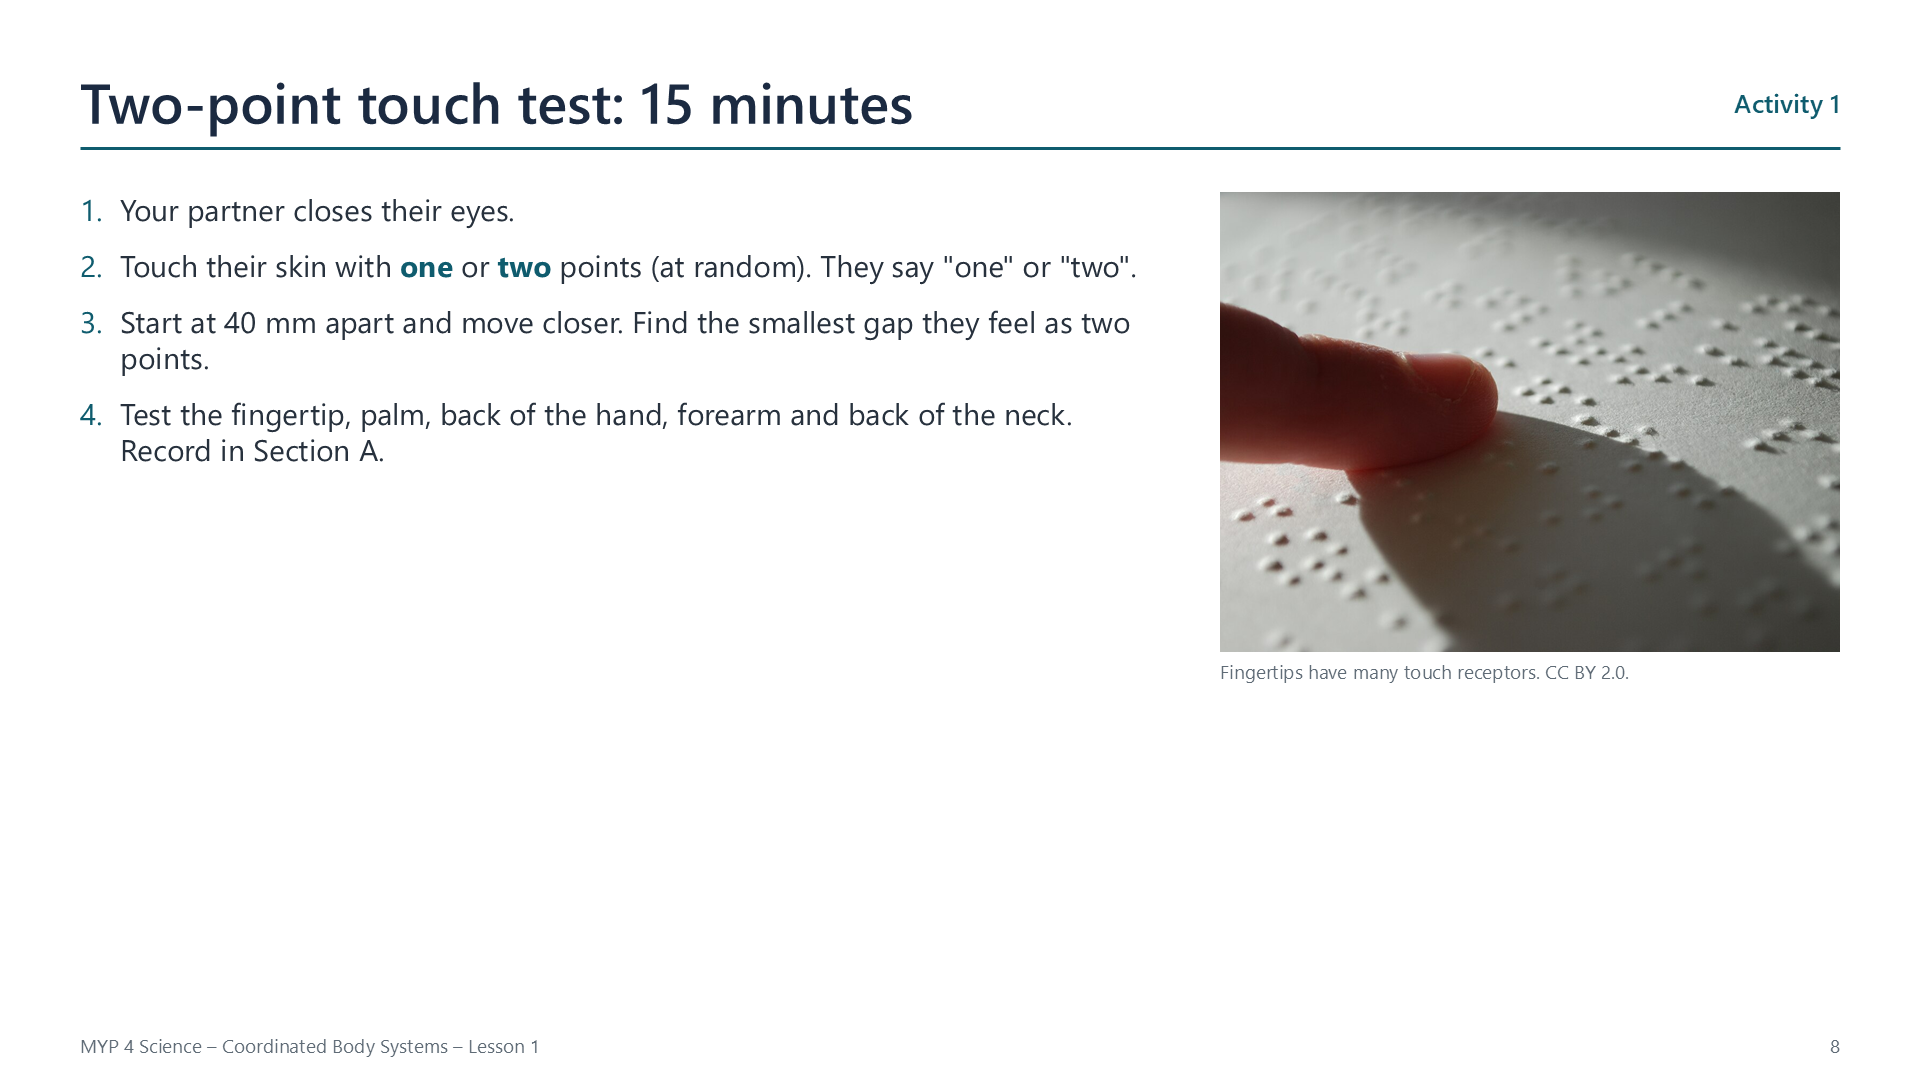 Two-point touch test: 15 minutes
Activity 1
1. Your partner closes their eyes.
2. Touch their skin with one or two points (at random). They say "one" or "two".
3. Start at 40 mm apart and move closer. Find the smallest gap they feel as two
points.
4. Test the fingertip, palm, back of the hand, forearm and back of the neck.
Record in Section A.
Fingertips have many touch receptors. CC BY 2.0.
MYP 4 Science – Coordinated Body Systems – Lesson 1
8